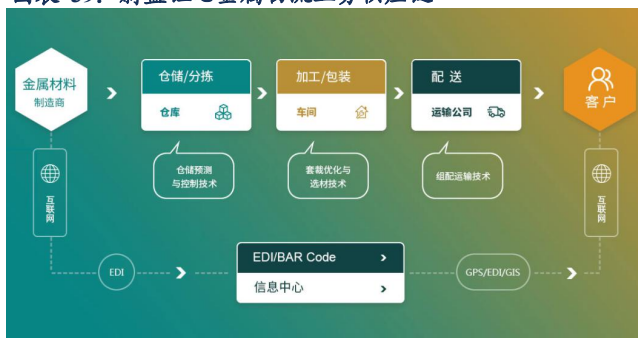 金属材料
制造商
仓储/分拣
仓库
加工/包装
车间
配 送
运输公司
客户
仓储预测
与控制技术
套裁优化与
选材技术
组配运输技术
互联网
互联网
EDI
EDI/BAR Code
信息中心
GPS/EDI/GIS